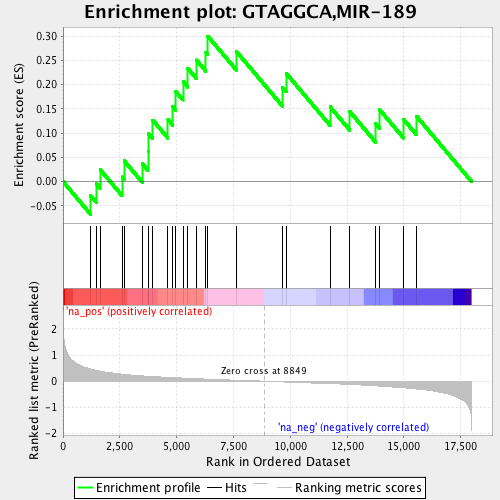 Enrichment plot: GTAGGCA,MIR-189
Enrichment score (ES)
0.30
0.25
0.20
0.15
0.10
0.05
0.00
-0.05
'na_pos' (positively correlated)
Ranked list metric (PreRanked)
2
1
0
-1
-2
Zero cross at 8849
'na_neg' (negatively correlated)
0 2,500 5,000 7,500 10,000 12,500 15,000 17,500
Rank in Ordered Dataset
Enrichment profile Hits Ranking metric scores